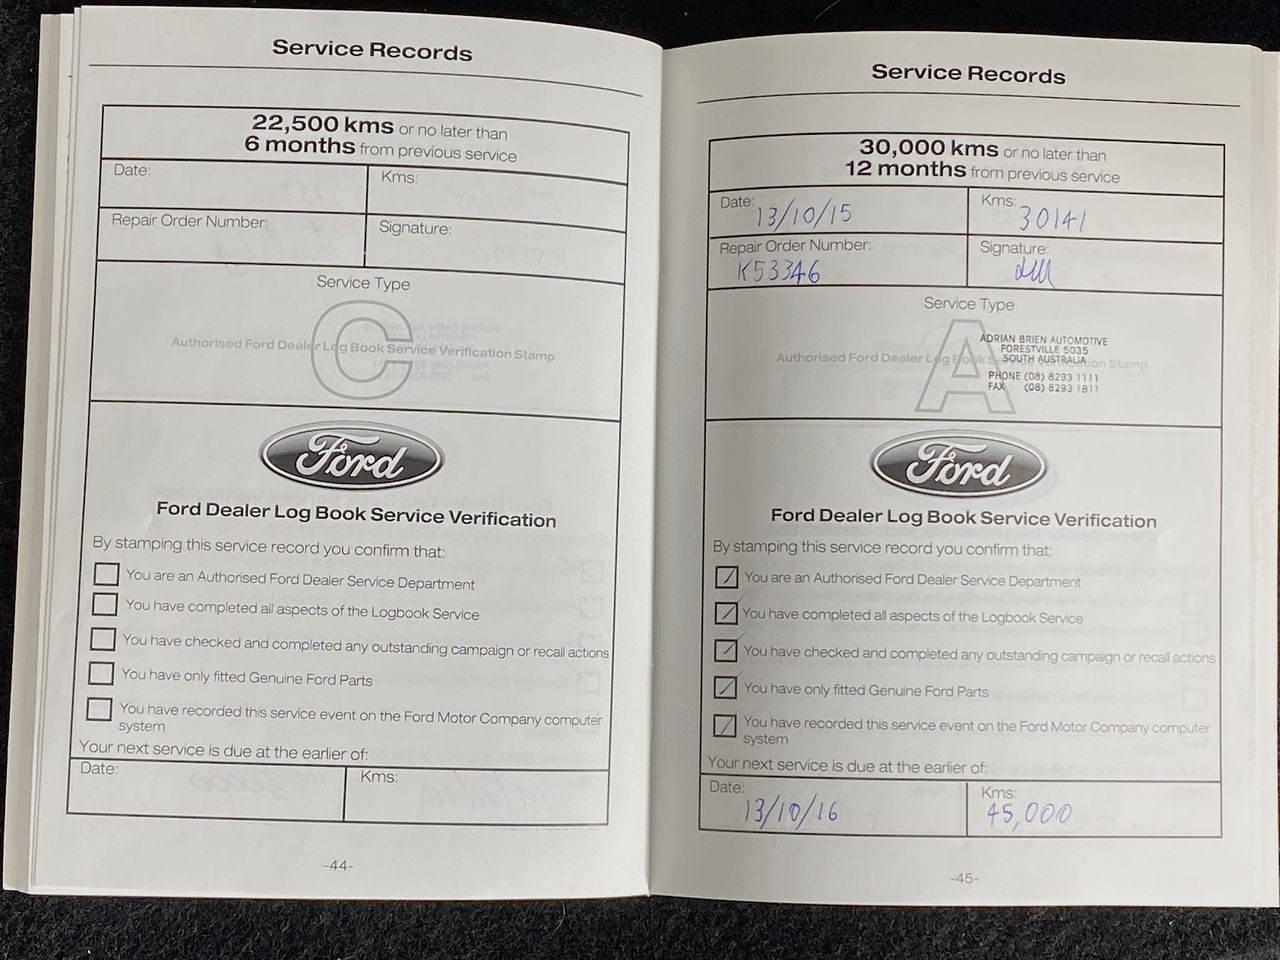 Service Records
22,500 kms or no later than
6 months from previous service
Date:
Kms:
Repair Order Number:
Signature:
Service Type
C
Authorised Ford Dealer Log Book Service Verification Stamp
Ford
Ford Dealer Log Book Service Verification
By stamping this service record you confirm that:
You are an Authorised Ford Dealer Service Department
You have completed all aspects of the Logbook Service
You have checked and completed any outstanding campaign or recall actions
You have only fitted Genuine Ford Parts
You have recorded this service event on the Ford Motor Company computer
system
Your next service is due at the earlier of:
Date:
Kms:
-44-
Service Records
30,000 kms or no later than
12 months from previous service
Date: 13/10/15
Kms: 30141
Repair Order Number:
K53346
Signature:
Service Type
A
Authorised Ford Dealer Log Book Service Verification Stamp
ADRIAN BRIEN AUTOMOTIVE
FORESTVILLE 5035
SOUTH AUSTRALIA
PHONE (08) 8293 1111
FAX (08) 8293 1811
Ford
Ford Dealer Log Book Service Verification
By stamping this service record you confirm that:
You are an Authorised Ford Dealer Service Department
You have completed all aspects of the Logbook Service
You have checked and completed any outstanding campaign or recall actions
You have only fitted Genuine Ford Parts
You have recorded this service event on the Ford Motor Company computer
system
Your next service is due at the earlier of:
Date:
13/10/16
Kms:
45,000
-45-